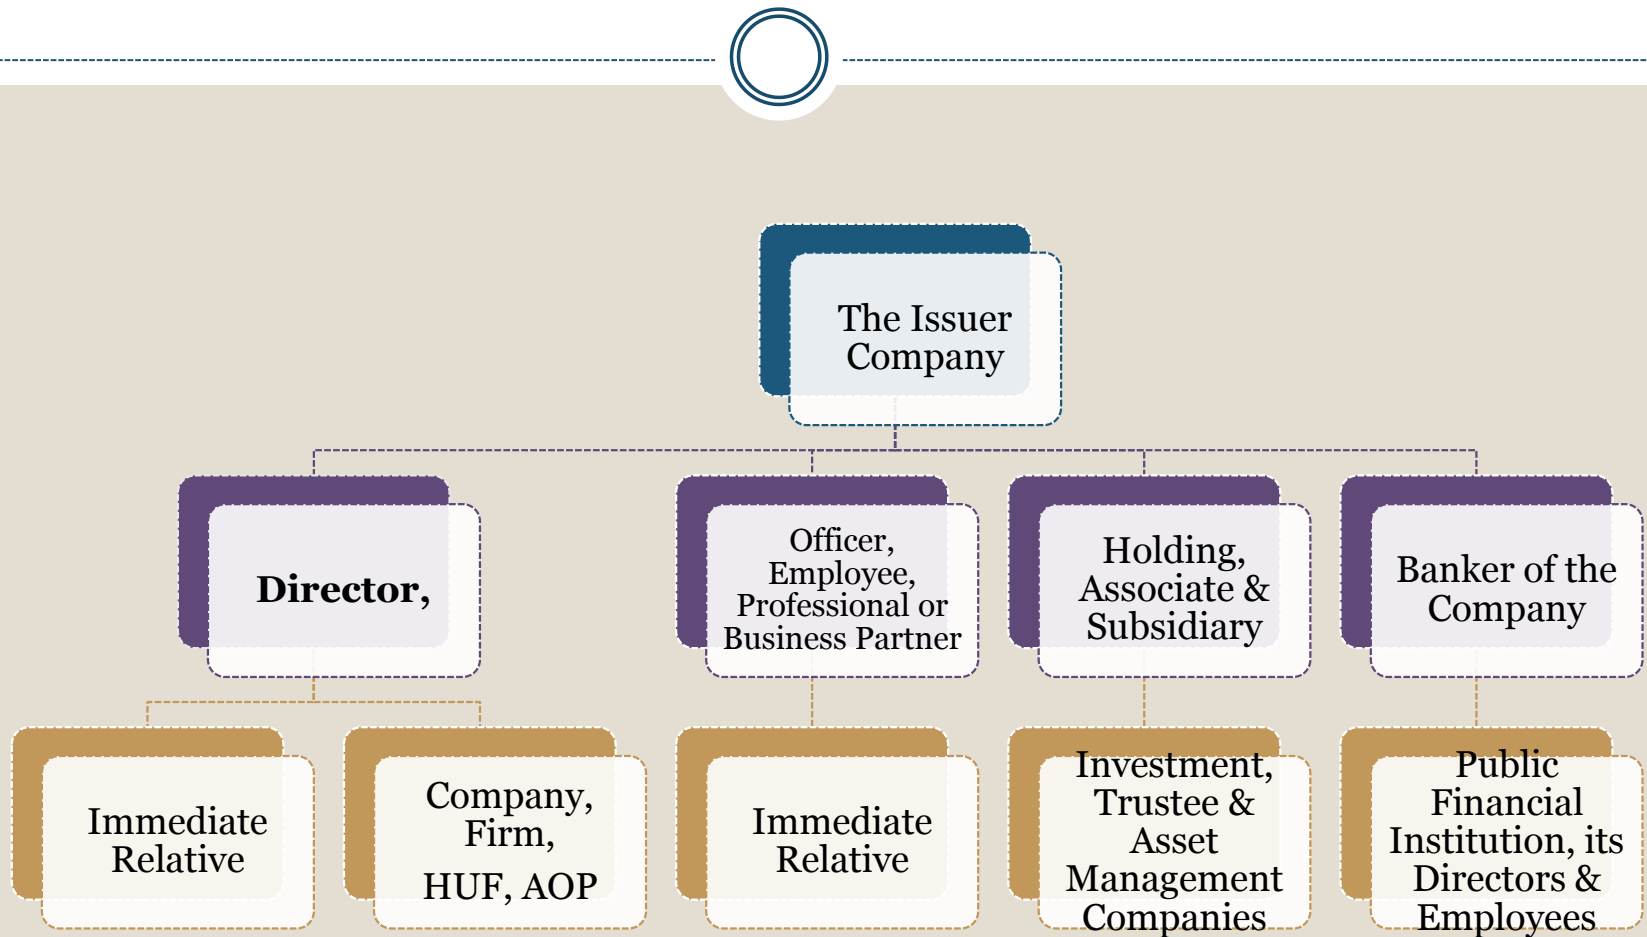 The Issuer
Company
Director,
Officer,
Employee,
Professional or
Business Partner
Holding,
Associate &
Subsidiary
Banker of the
Company
Immediate
Relative
Company,
Firm,
HUF, AOP
Immediate
Relative
Investment,
Trustee &
Asset
Management
Companies
Public
Financial
Institution, its
Directors &
Employees